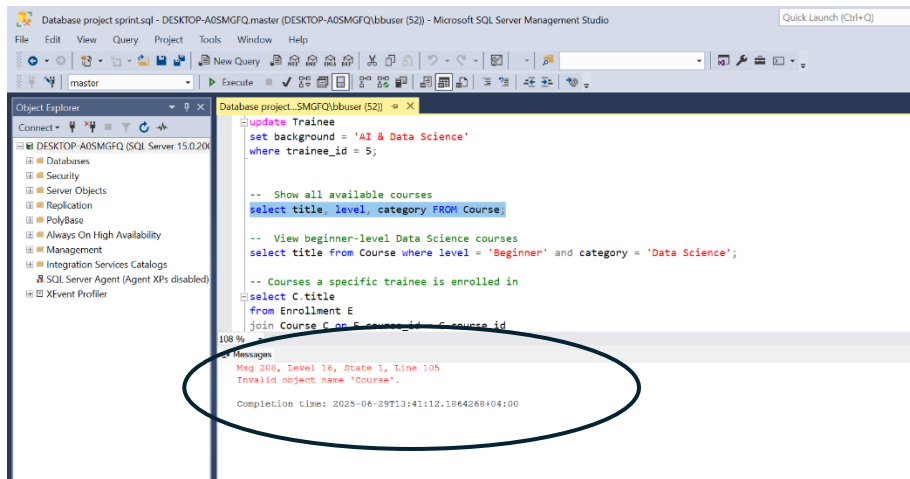 Database project sprint.sql - DESKTOP-A0SMGFQ.master (DESKTOP-A0SMGFQ\bbuser (52)) - Microsoft SQL Server Management Studio
Quick Launch (Ctrl+Q)
File Edit View Query Project Tools Window Help
New Query
master
Execute
Object Explorer
Database project...SMGFQ\bbuser (52))
Connect
DESKTOP-A0SMGFQ (SQL Server 15.0.200
Databases
Security
Server Objects
Replication
PolyBase
Always On High Availability
Management
Integration Services Catalogs
SQL Server Agent (Agent XPs disabled)
XEvent Profiler
update Trainee
set background = 'AI & Data Science'
where trainee_id = 5;
-- Show all available courses
select title, level, category FROM Course;
-- View beginner-level Data Science courses
select title from Course where level = 'Beginner' and category = 'Data Science';
-- Courses a specific trainee is enrolled in
select C.title
from Enrollment E
join Course C on E.course_id = C.course_id
108 %
Messages
Msg 208, Level 16, State 1, Line 105
Invalid object name 'Course'.
Completion time: 2025-06-29T13:41:12.1864268+04:00